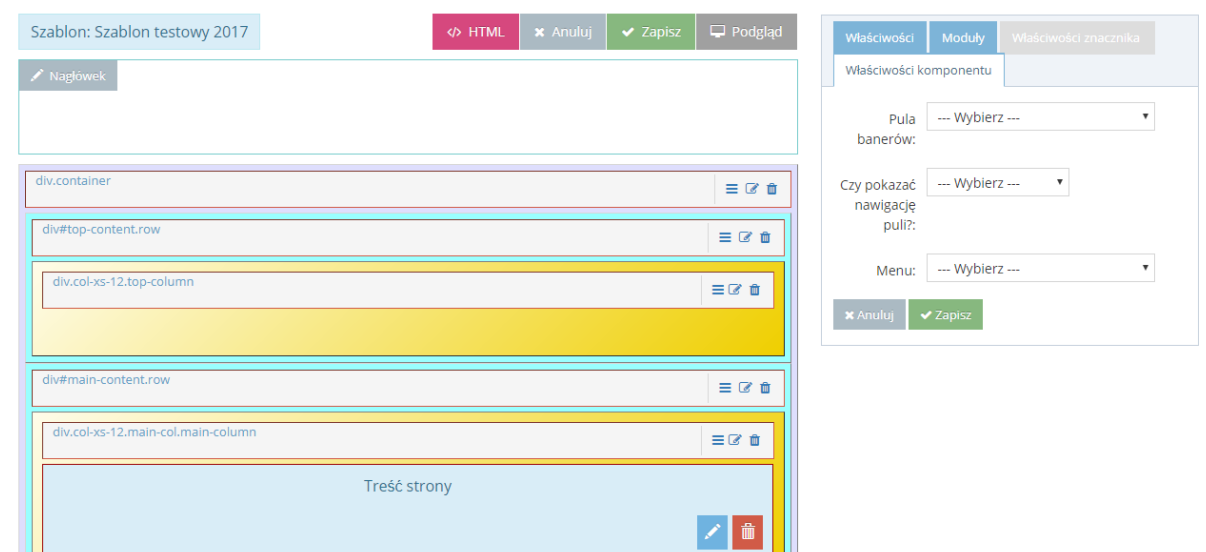 Szablon: Szablon testowy 2017
HTML
Anuluj
Zapisz
Podgląd
Nagłówek
div.container
div#top-content.row
div.col-xs-12.top-column
div#main-content.row
div.col-xs-12.main-col.main-column
Treść strony
Właściwości
Moduły
Właściwości znacznika
Właściwości komponentu
Pula
banerów:
--- Wybierz ---
Czy pokazać
nawigację
puli?:
--- Wybierz ---
Menu:
--- Wybierz ---
Anuluj
Zapisz